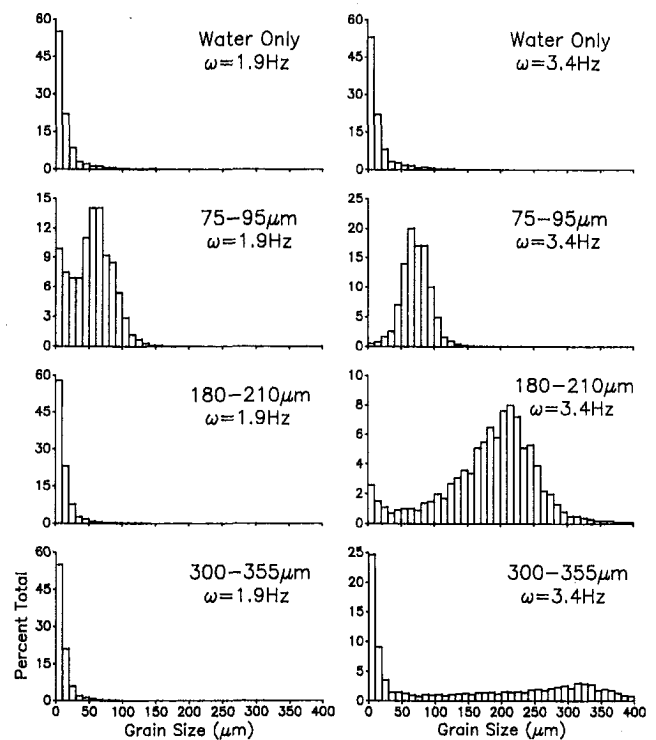 60
45
30
15
0
Water Only
ω=1.9Hz
60
45
30
15
0
Water Only
ω=3.4Hz
15
12
9
6
3
0
75–95μm
ω=1.9Hz
25
20
15
10
5
0
75–95μm
ω=3.4Hz
60
45
30
15
0
180–210μm
ω=1.9Hz
10
8
6
4
2
0
180–210μm
ω=3.4Hz
Percent Total
60
45
30
15
0
300–355μm
ω=1.9Hz
0 50 100 150 200 250 300 350 400
Grain Size (μm)
25
20
15
10
5
0
300–355μm
ω=3.4Hz
0 50 100 150 200 250 300 350 400
Grain Size (μm)